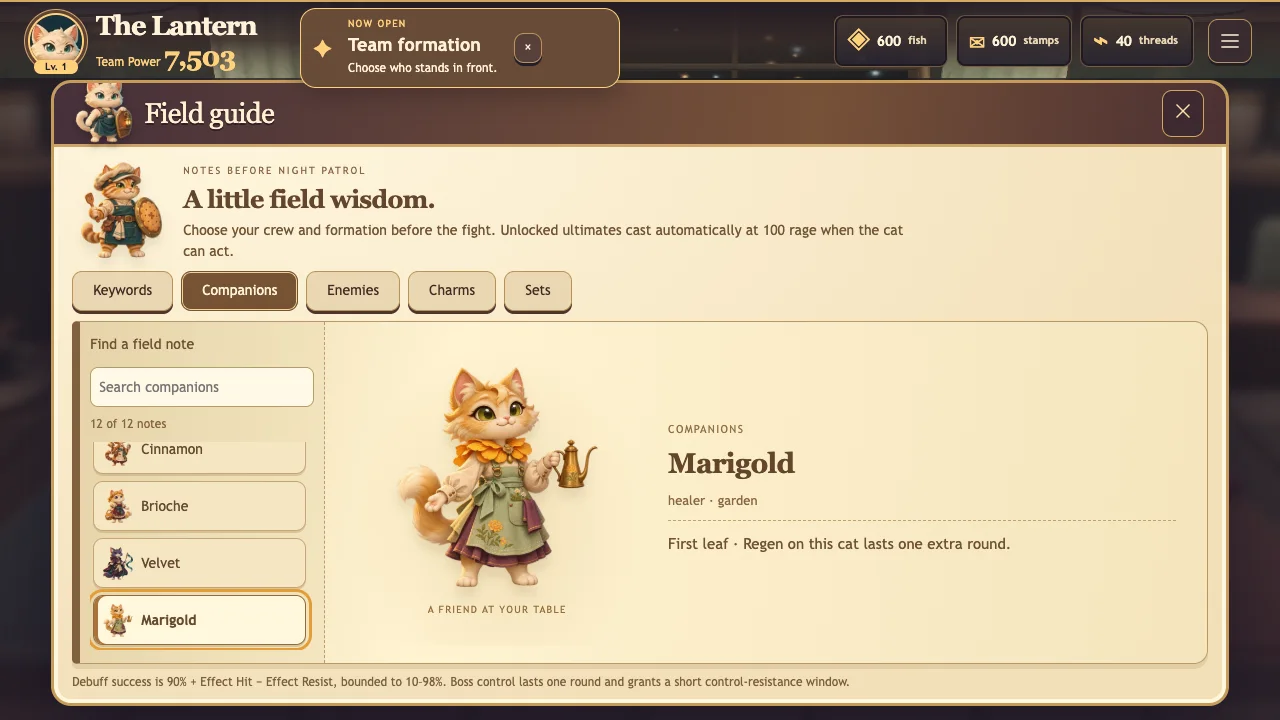 The Lantern
Lv. 1
Team Power 7,503
NOW OPEN
Team formation
Choose who stands in front.
×
600 fish
600 stamps
40 threads
Field guide
NOTES BEFORE NIGHT PATROL
A little field wisdom.
Choose your crew and formation before the fight. Unlocked ultimates cast automatically at 100 rage when the cat
can act.
Keywords
Companions
Enemies
Charms
Sets
Find a field note
Search companions
12 of 12 notes
Cinnamon
Brioche
Velvet
Marigold
A FRIEND AT YOUR TABLE
COMPANIONS
Marigold
healer · garden
First leaf · Regen on this cat lasts one extra round.
Debuff success is 90% + Effect Hit − Effect Resist, bounded to 10–98%. Boss control lasts one round and grants a short control-resistance window.